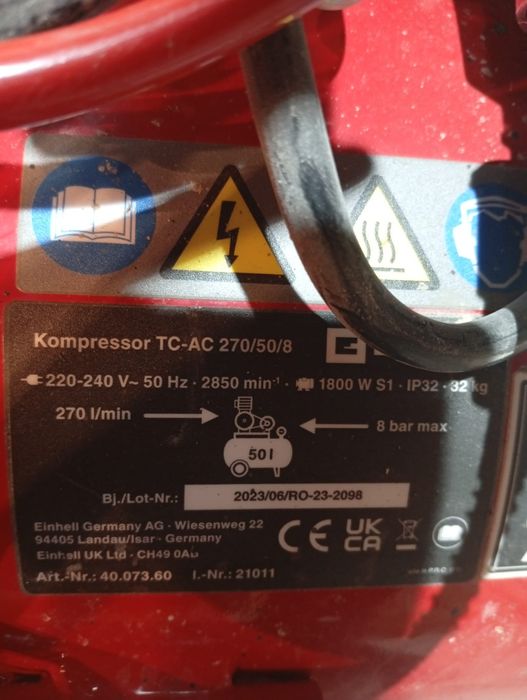 Kompressor TC-AC 270/50/8
220-240 V~ 50 Hz · 2850 min⁻¹ · 1800 W S1 · IP32 · 32 kg
270 l/min
8 bar max
50 l
Bj./Lot-Nr.: 2023/06/RO-23-2098
Einhell Germany AG · Wiesenweg 22
94405 Landau/Isar · Germany
Einhell UK Ltd · CH49 0AD
CE UK CA
Art.-Nr.: 40.073.60 I.-Nr.: 21011